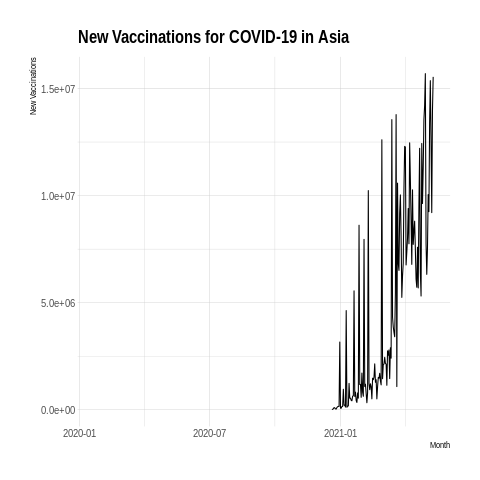 New Vaccinations for COVID-19 in Asia
New Vaccinations
1.5e+07
1.0e+07
5.0e+06
0.0e+00
2020-01
2020-07
2021-01
Month